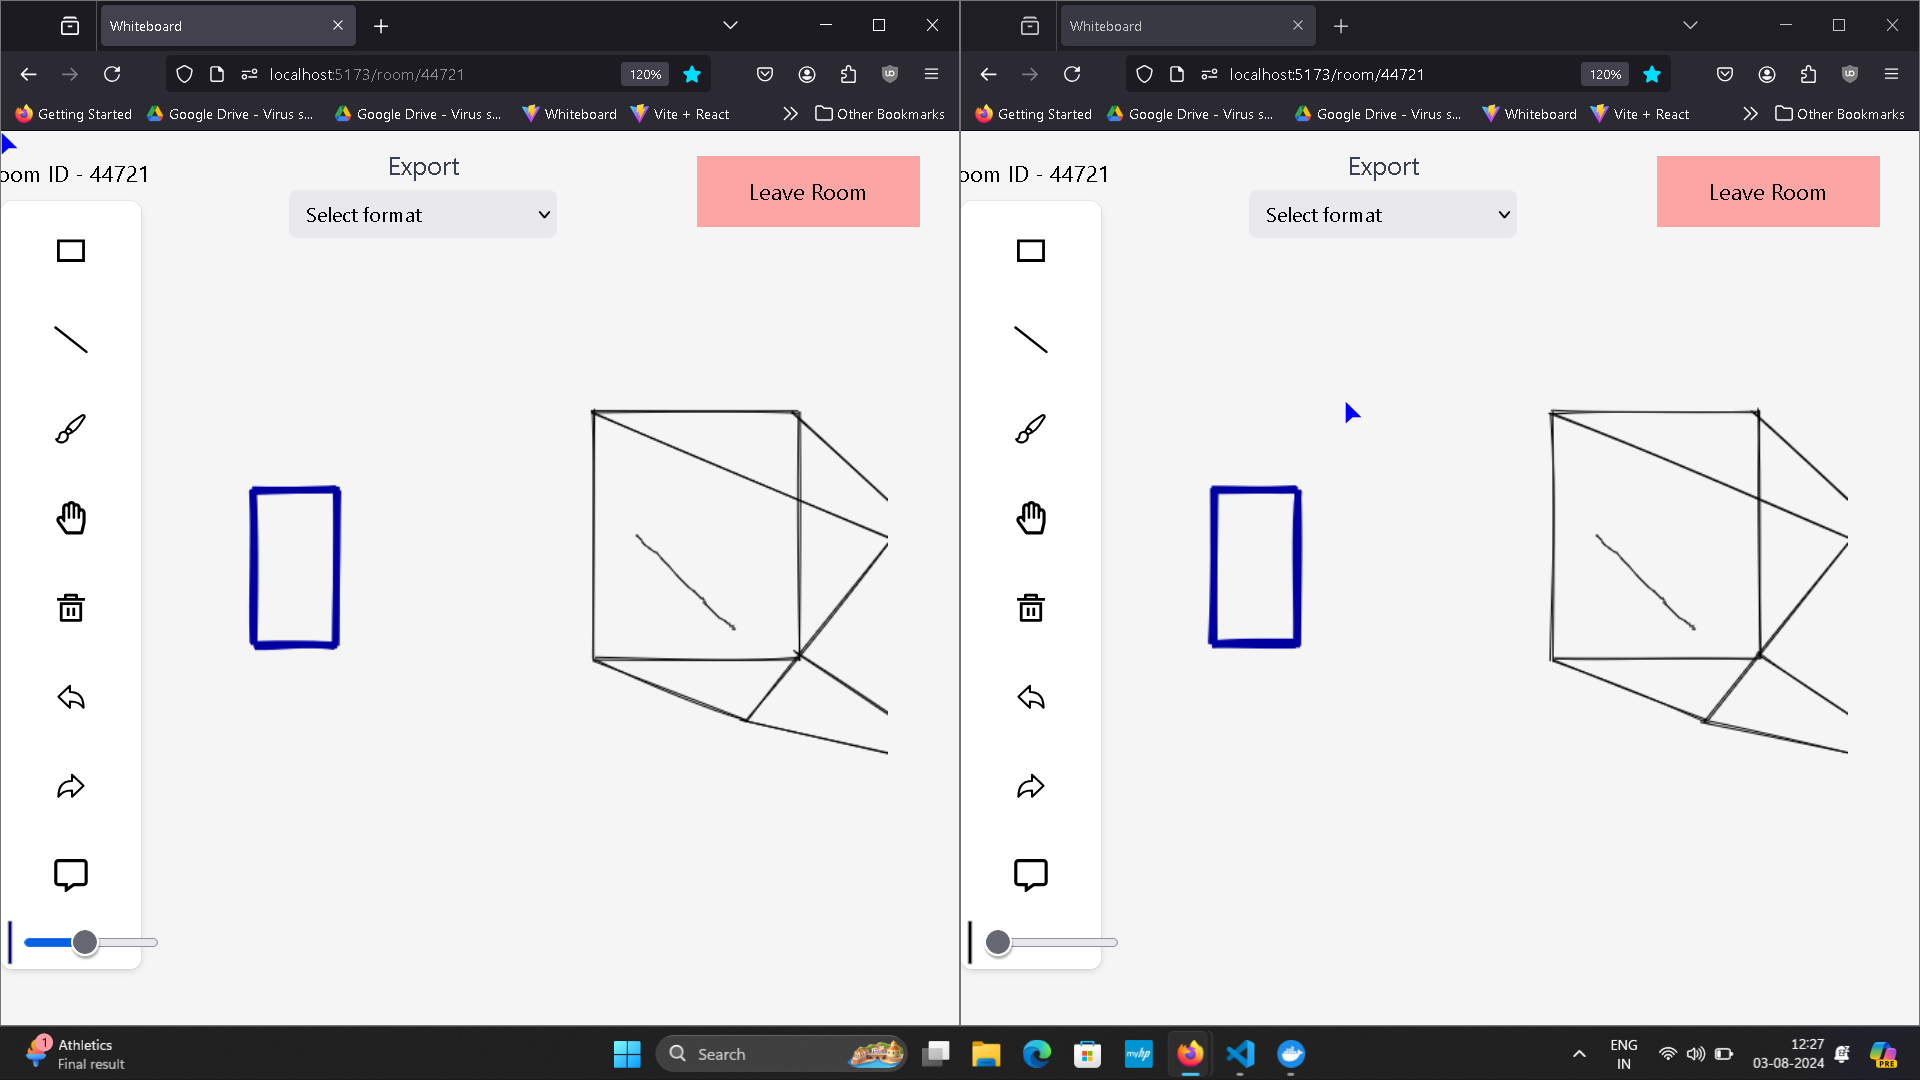 Whiteboard
localhost:5173/room/44721
120%
Getting Started
Google Drive - Virus s...
Google Drive - Virus s...
Whiteboard
Vite + React
Other Bookmarks
oom ID - 44721
Export
Select format
Leave Room
Whiteboard
localhost:5173/room/44721
120%
Getting Started
Google Drive - Virus s...
Google Drive - Virus s...
Whiteboard
Vite + React
Other Bookmarks
oom ID - 44721
Export
Select format
Leave Room
1
Athletics
Final result
Search
myhp
ENG
IN
12:27
03-08-2024
PRE